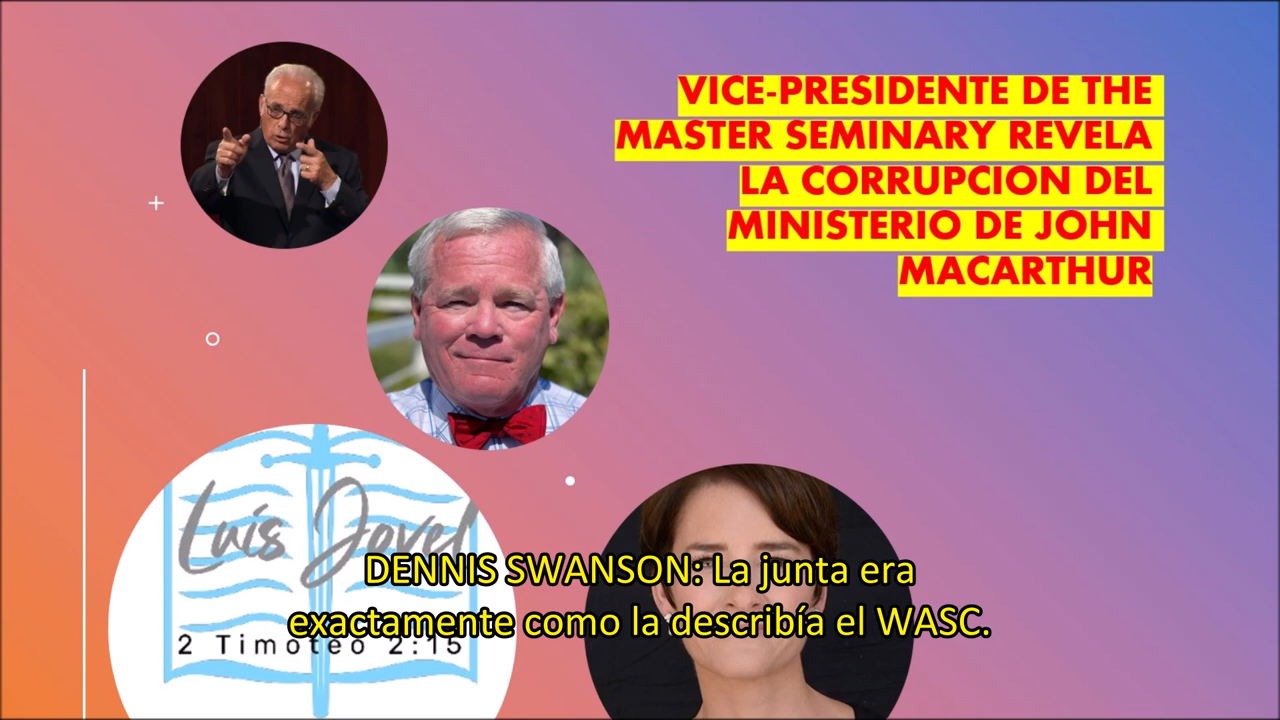 VICE-PRESIDENTE DE THE
MASTER SEMINARY REVELA
LA CORRUPCION DEL
MINISTERIO DE JOHN
MACARTHUR
Luis Jovel
2 Timoteo 2:15
DENNIS SWANSON: La junta era
exactamente como la describía el WASC.